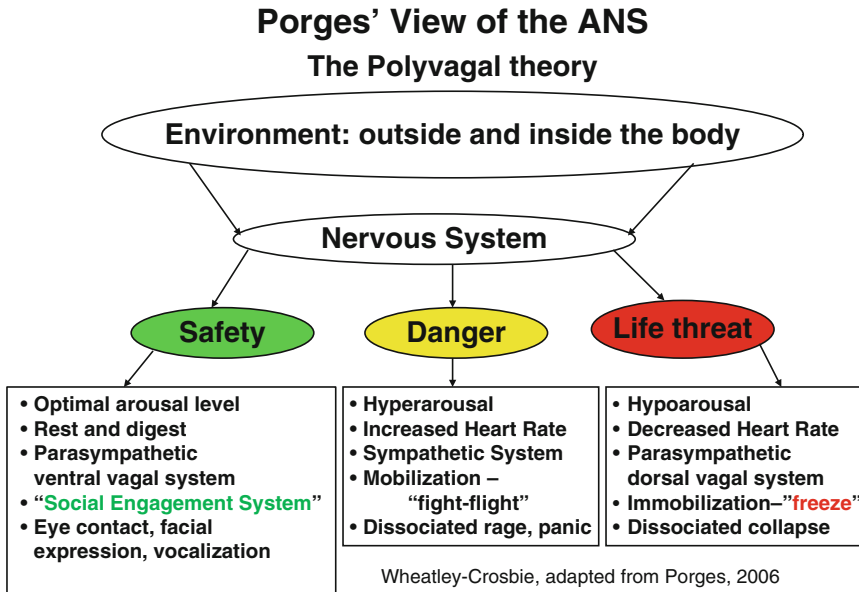 Porges' View of the ANS
The Polyvagal theory
Environment: outside and inside the body
Nervous System
Safety
Danger
Life threat
• Optimal arousal level
• Rest and digest
• Parasympathetic
ventral vagal system
• “Social Engagement System”
• Eye contact, facial
expression, vocalization
• Hyperarousal
• Increased Heart Rate
• Sympathetic System
• Mobilization –
“fight-flight”
• Dissociated rage, panic
• Hypoarousal
• Decreased Heart Rate
• Parasympathetic
dorsal vagal system
• Immobilization–”freeze”
• Dissociated collapse
Wheatley-Crosbie, adapted from Porges, 2006